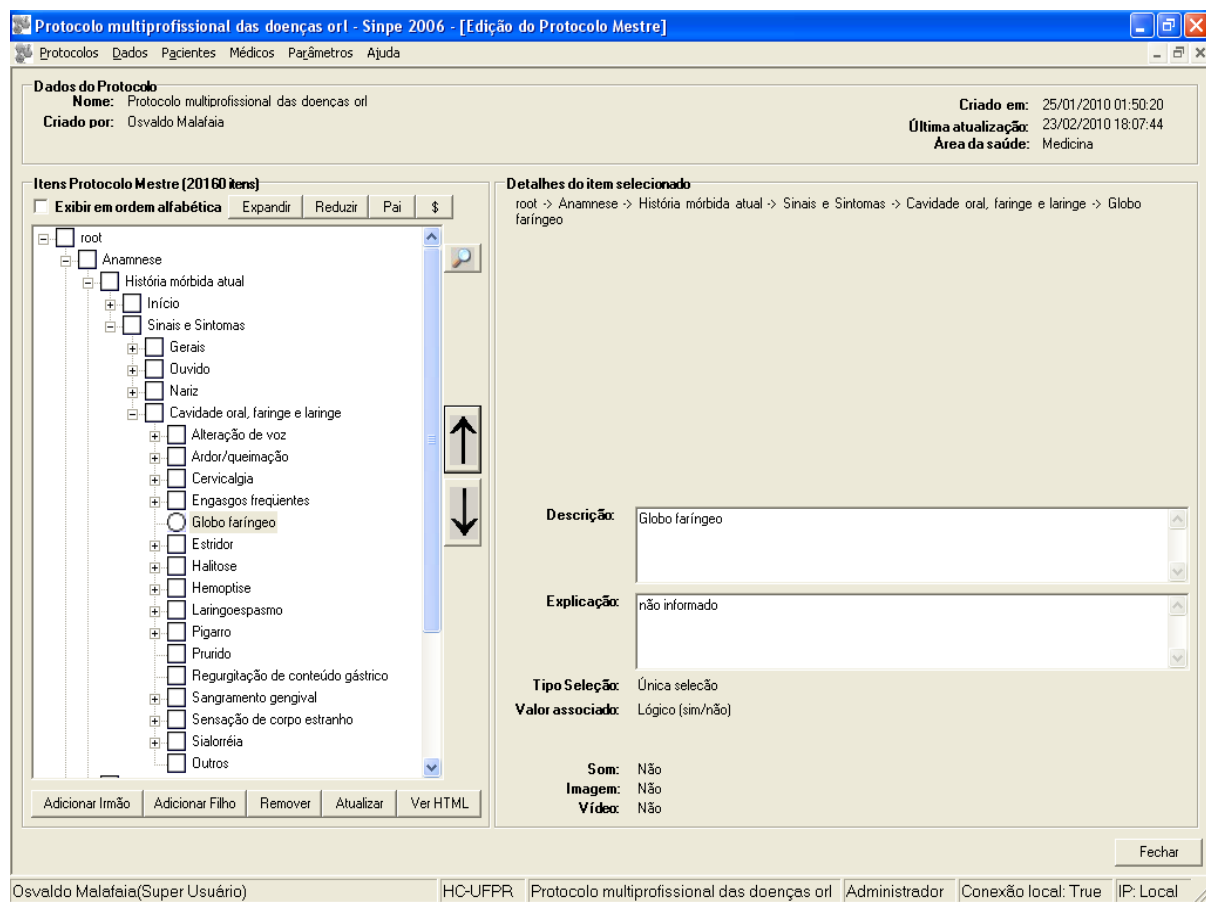 Protocolo multiprofissional das doenças orl - Sinpe 2006 - [Edição do Protocolo Mestre]
Protocolos Dados Pacientes Médicos Parâmetros Ajuda
Dados do Protocolo
Nome: Protocolo multiprofissional das doenças orl
Criado por: Osvaldo Malafaia
Criado em: 25/01/2010 01:50:20
Última atualização: 23/02/2010 18:07:44
Área da saúde: Medicina
Itens Protocolo Mestre (20160 itens)
Exibir em ordem alfabética Expandir Reduzir Pai $
root
Anamnese
História mórbida atual
Início
Sinais e Sintomas
Gerais
Ouvido
Nariz
Cavidade oral, faringe e laringe
Alteração de voz
Ardor/queimação
Cervicalgia
Engasgos freqüentes
Globo faríngeo
Estridor
Halitose
Hemoptise
Laringoespasmo
Pigarro
Prurido
Regurgitação de conteúdo gástrico
Sangramento gengival
Sensação de corpo estranho
Sialorréia
Outros
Adicionar Irmão Adicionar Filho Remover Atualizar Ver HTML
Detalhes do item selecionado
root -> Anamnese -> História mórbida atual -> Sinais e Sintomas -> Cavidade oral, faringe e laringe -> Globo
faríngeo
Descrição: Globo faríngeo
Explicação: não informado
Tipo Seleção: Única selecão
Valor associado: Lógico (sim/não)
Som: Não
Imagem: Não
Vídeo: Não
Fechar
Osvaldo Malafaia(Super Usuário) HC-UFPR Protocolo multiprofissional das doenças orl Administrador Conexão local: True IP: Local